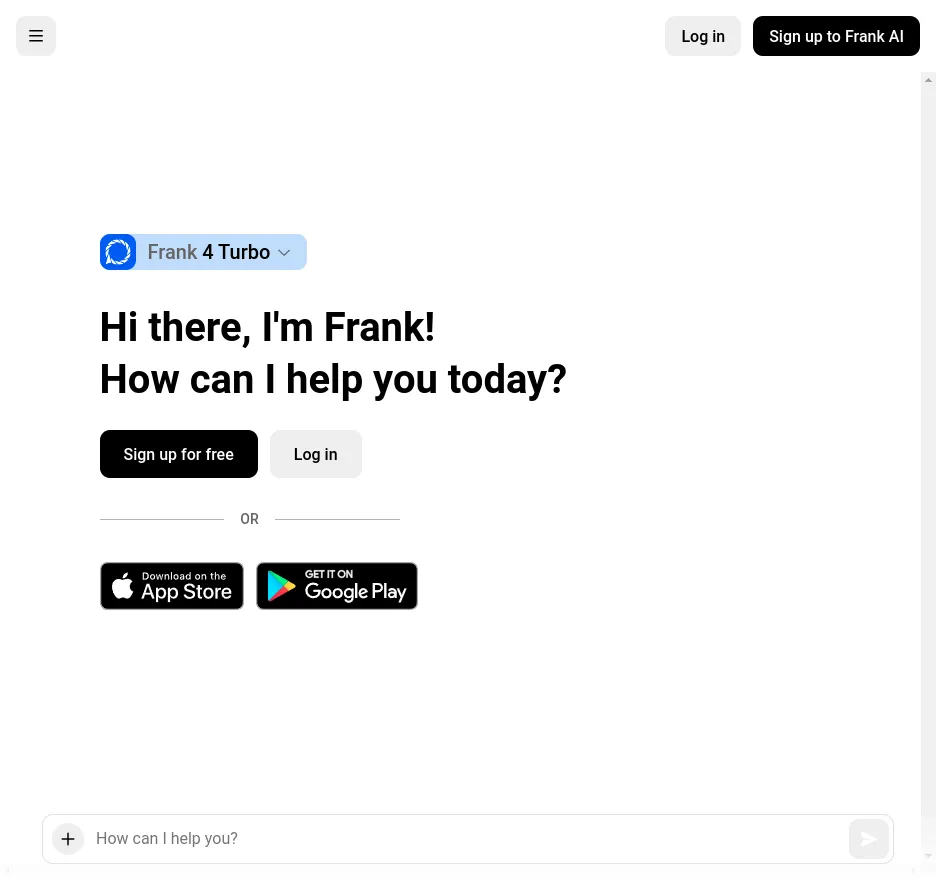 Log in
Sign up to Frank AI
Frank 4 Turbo
Hi there, I'm Frank!
How can I help you today?
Sign up for free
Log in
OR
Download on the
App Store
GET IT ON
Google Play
How can I help you?